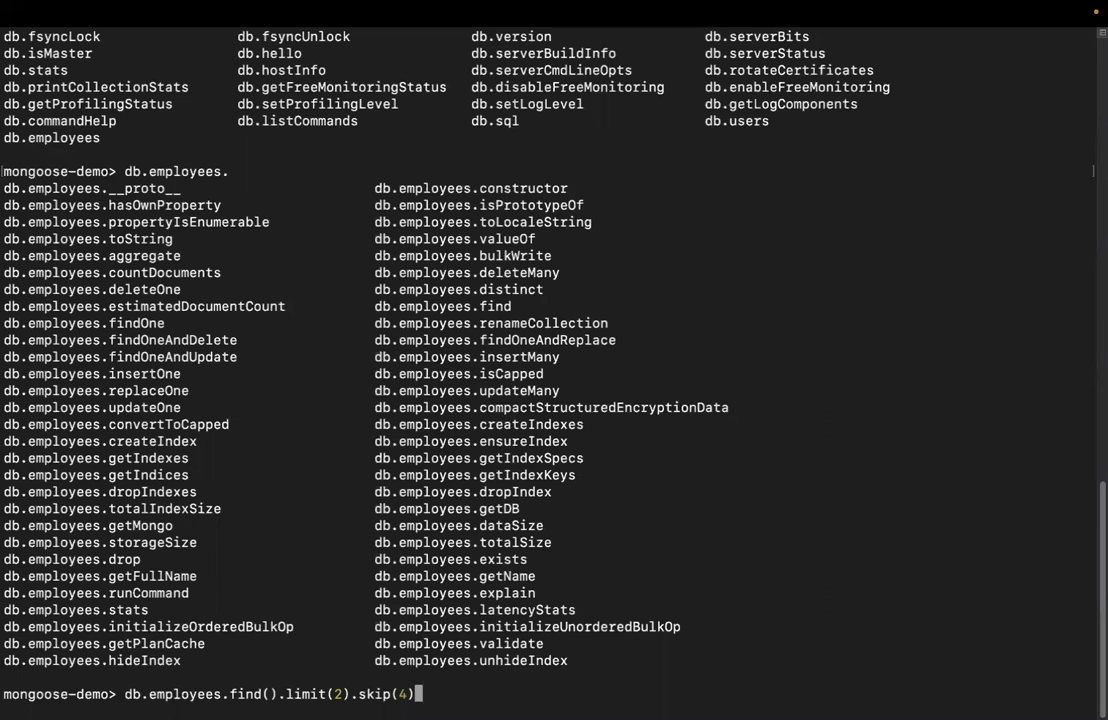 db.fsyncLock db.fsyncUnlock db.version db.serverBits
db.isMaster db.hello db.serverBuildInfo db.serverStatus
db.stats db.hostInfo db.serverCmdLineOpts db.rotateCertificates
db.printCollectionStats db.getFreeMonitoringStatus db.disableFreeMonitoring db.enableFreeMonitoring
db.getProfilingStatus db.setProfilingLevel db.setLogLevel db.getLogComponents
db.commandHelp db.listCommands db.sql db.users
db.employees
[mongoose-demo> db.employees. ]
db.employees.__proto__ db.employees.constructor
db.employees.hasOwnProperty db.employees.isPrototypeOf
db.employees.propertyIsEnumerable db.employees.toLocaleString
db.employees.toString db.employees.valueOf
db.employees.aggregate db.employees.bulkWrite
db.employees.countDocuments db.employees.deleteMany
db.employees.deleteOne db.employees.distinct
db.employees.estimatedDocumentCount db.employees.find
db.employees.findOne db.employees.renameCollection
db.employees.findOneAndDelete db.employees.findOneAndReplace
db.employees.findOneAndUpdate db.employees.insertMany
db.employees.insertOne db.employees.isCapped
db.employees.replaceOne db.employees.updateMany
db.employees.updateOne db.employees.compactStructuredEncryptionData
db.employees.convertToCapped db.employees.createIndexes
db.employees.createIndex db.employees.ensureIndex
db.employees.getIndexes db.employees.getIndexSpecs
db.employees.getIndices db.employees.getIndexKeys
db.employees.dropIndexes db.employees.dropIndex
db.employees.totalIndexSize db.employees.getDB
db.employees.getMongo db.employees.dataSize
db.employees.storageSize db.employees.totalSize
db.employees.drop db.employees.exists
db.employees.getFullName db.employees.getName
db.employees.runCommand db.employees.explain
db.employees.stats db.employees.latencyStats
db.employees.initializeOrderedBulkOp db.employees.initializeUnorderedBulkOp
db.employees.getPlanCache db.employees.validate
db.employees.hideIndex db.employees.unhideIndex
mongoose-demo> db.employees.find().limit(2).skip(4)